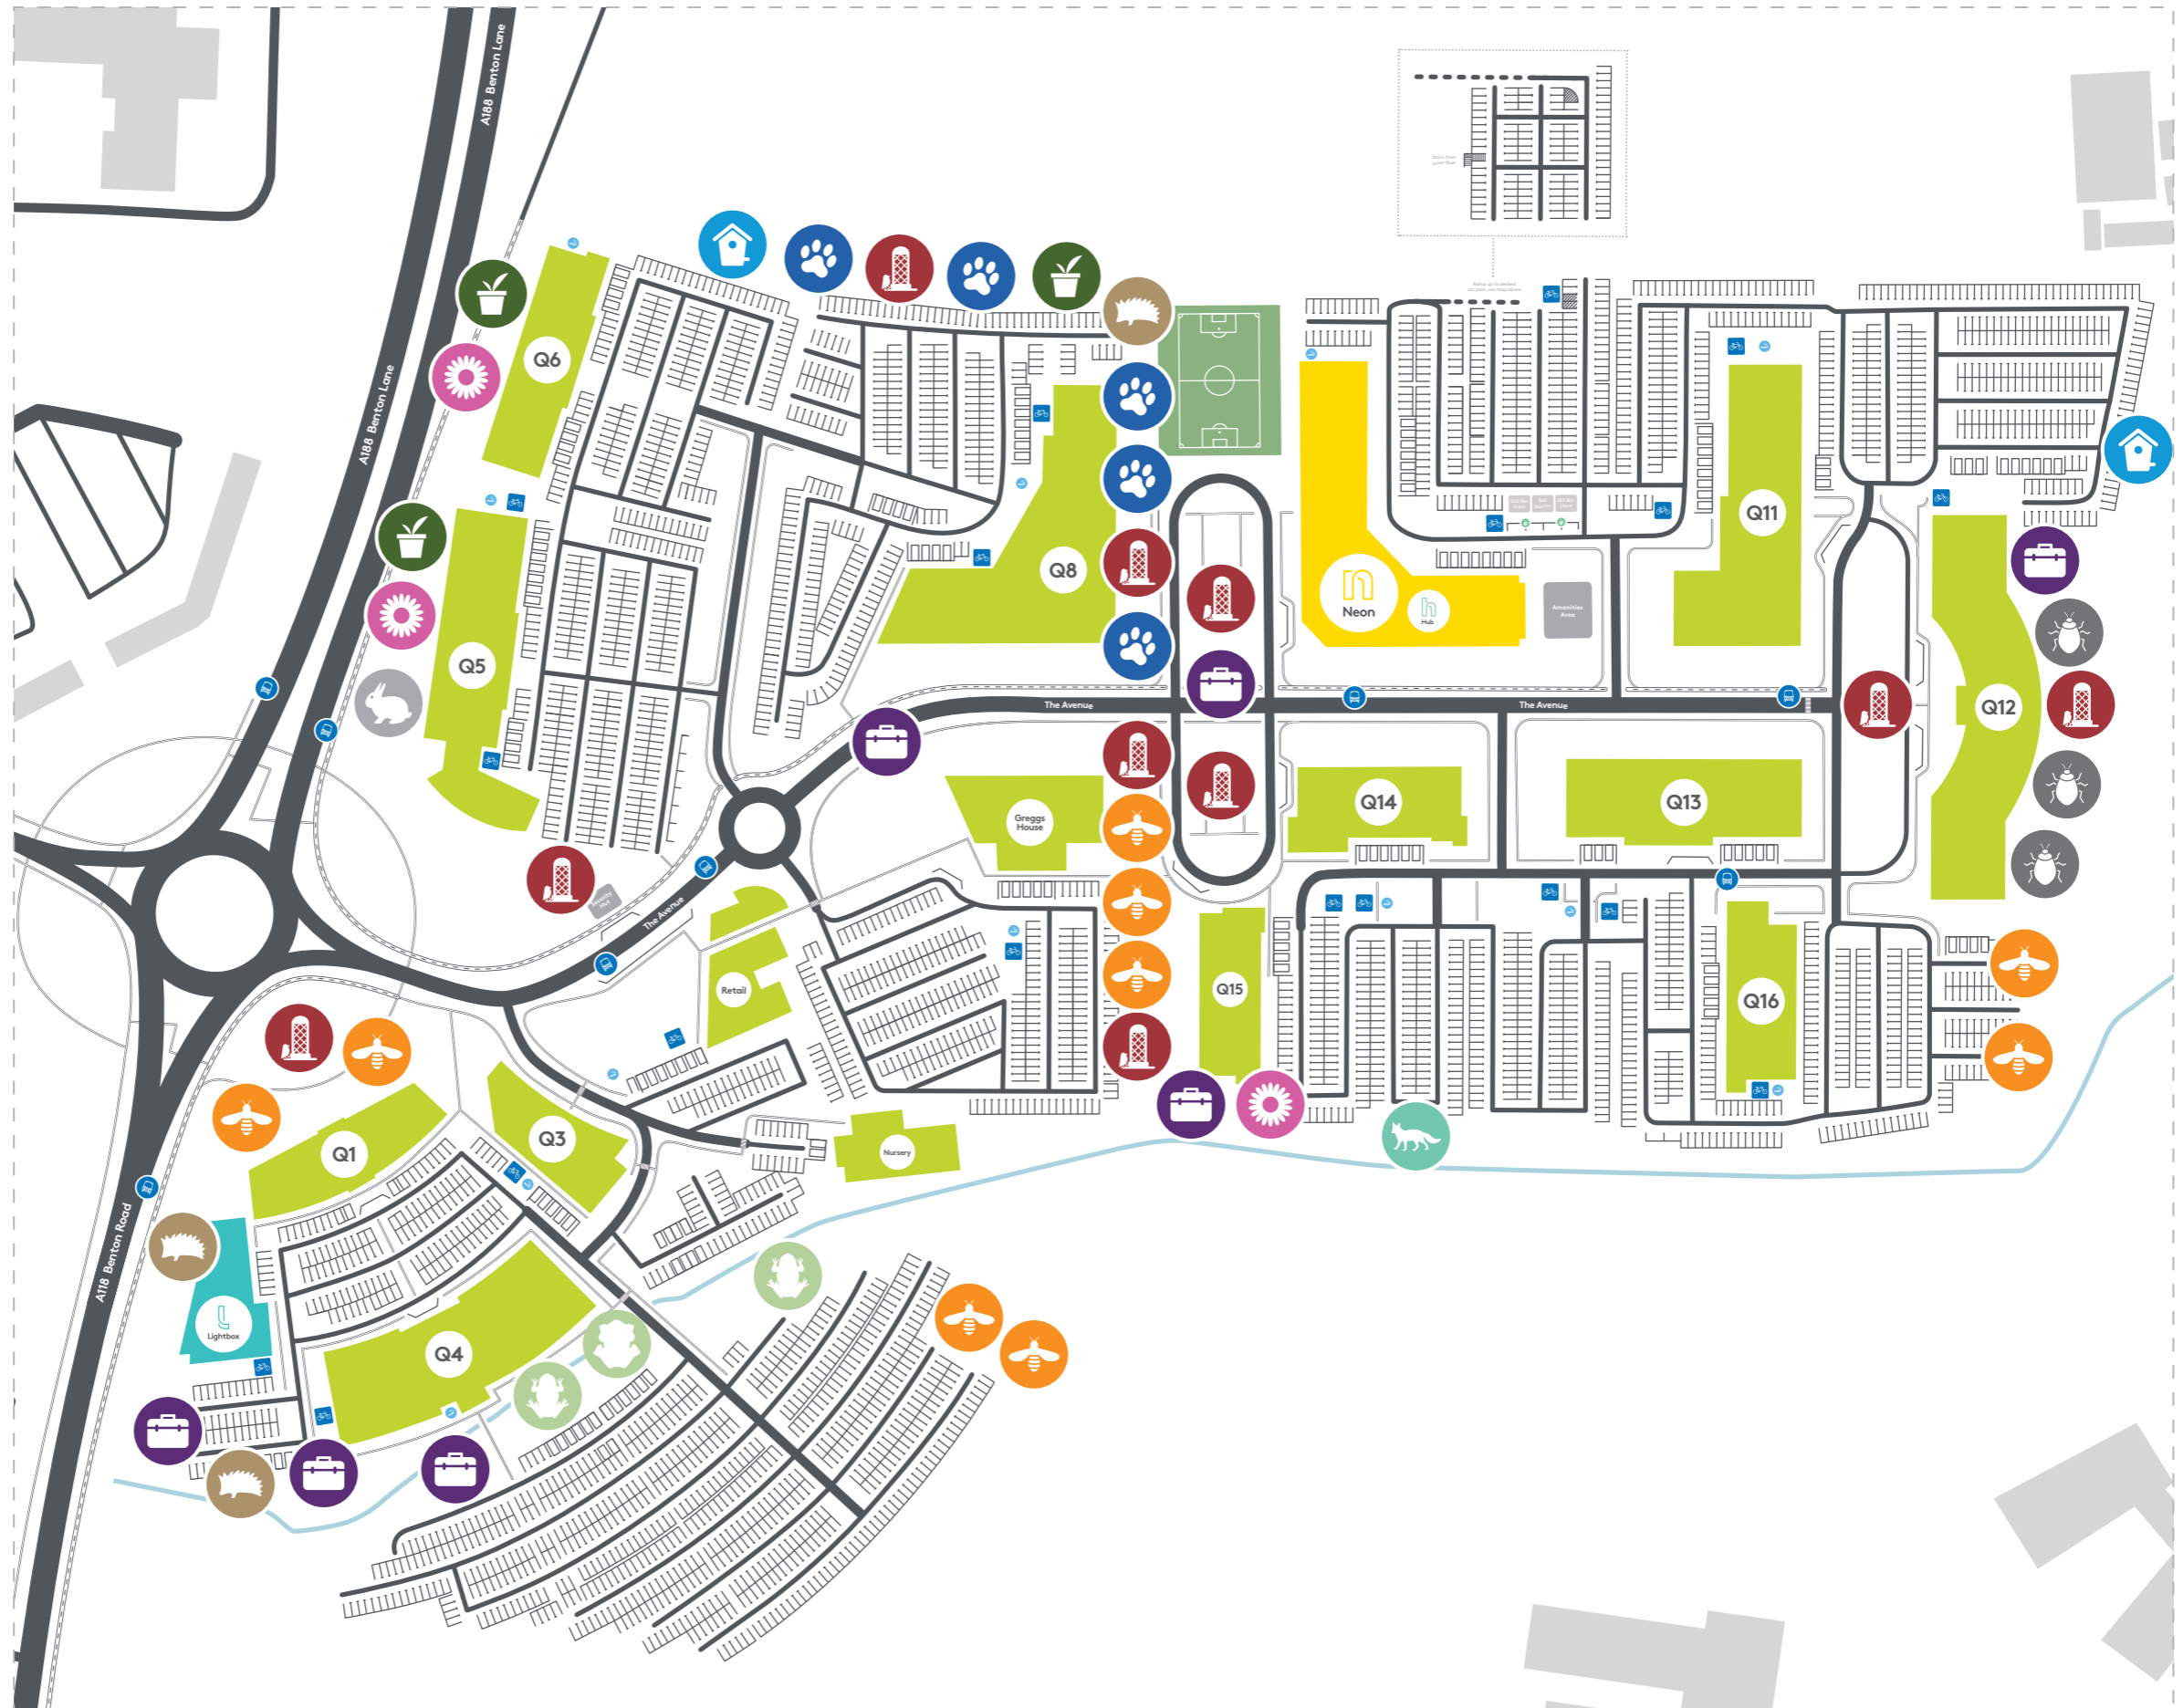 A188 Benton Lane
A188 Benton Lane
Q6
Q5
Q8
Neon
Hub
Amenities
Area
Q11
Q12
The Avenue
The Avenue
Greggs
House
Q14
Q13
The Avenue
Retail
Q15
Q16
Q1
Q3
Nursery
A118 Benton Road
Lightbox
Q4